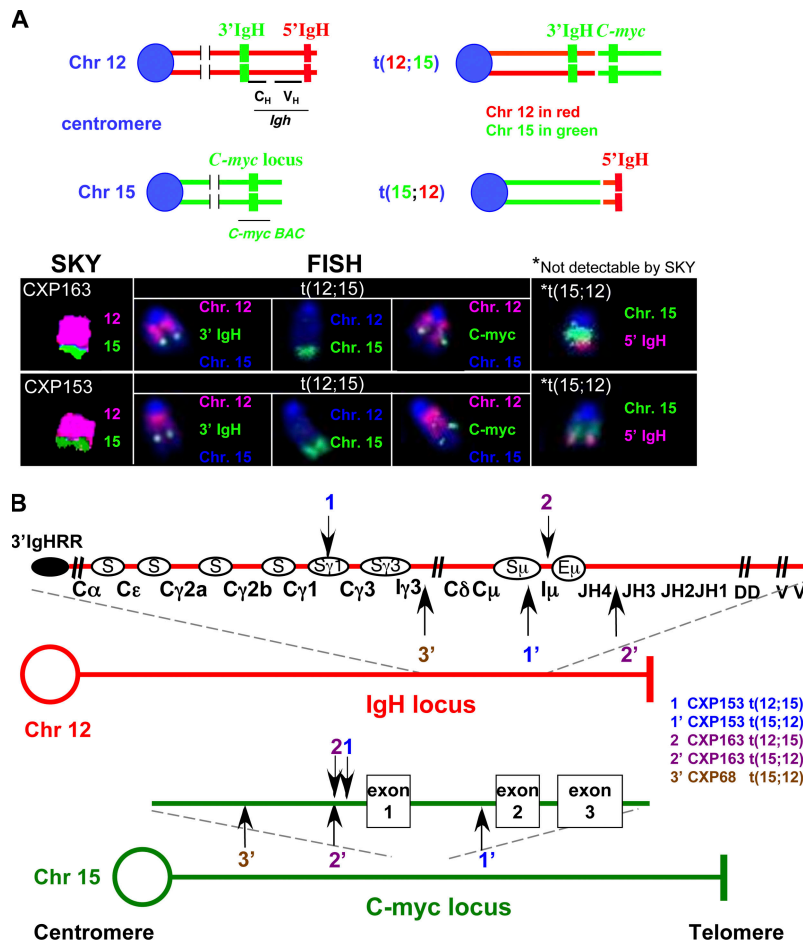 A
3'IgH 5'IgH
Chr 12
C_H V_H
Igh
centromere
t(12;15)
3'IgH C-myc
Chr 12 in red
Chr 15 in green
C-myc locus
Chr 15
C-myc BAC
t(15;12)
5'IgH
SKY FISH *Not detectable by SKY
CXP163
12
15
t(12;15)
Chr. 12
3' IgH
Chr. 15
Chr. 12
Chr. 15
Chr. 12
C-myc
Chr. 15
*t(15;12)
Chr. 15
5' IgH
CXP153
12
15
t(12;15)
Chr. 12
3' IgH
Chr. 15
Chr. 12
Chr. 15
Chr. 12
C-myc
Chr. 15
*t(15;12)
Chr. 15
5' IgH
B
1 2
3'IgHRR
S S S S Sγ1 Sγ3 Sμ Eμ
Cα Cε Cγ2a Cγ2b Cγ1 Cγ3 Iγ3 Cδ Cμ Iμ JH4 JH3 JH2JH1 DD V V
3' 1' 2'
IgH locus
Chr 12
1 CXP153 t(12;15)
1' CXP153 t(15;12)
2 CXP163 t(12;15)
2' CXP163 t(15;12)
3' CXP68 t(15;12)
21
exon 1
exon 2
exon 3
3' 2' 1'
Chr 15
C-myc locus
Centromere Telomere